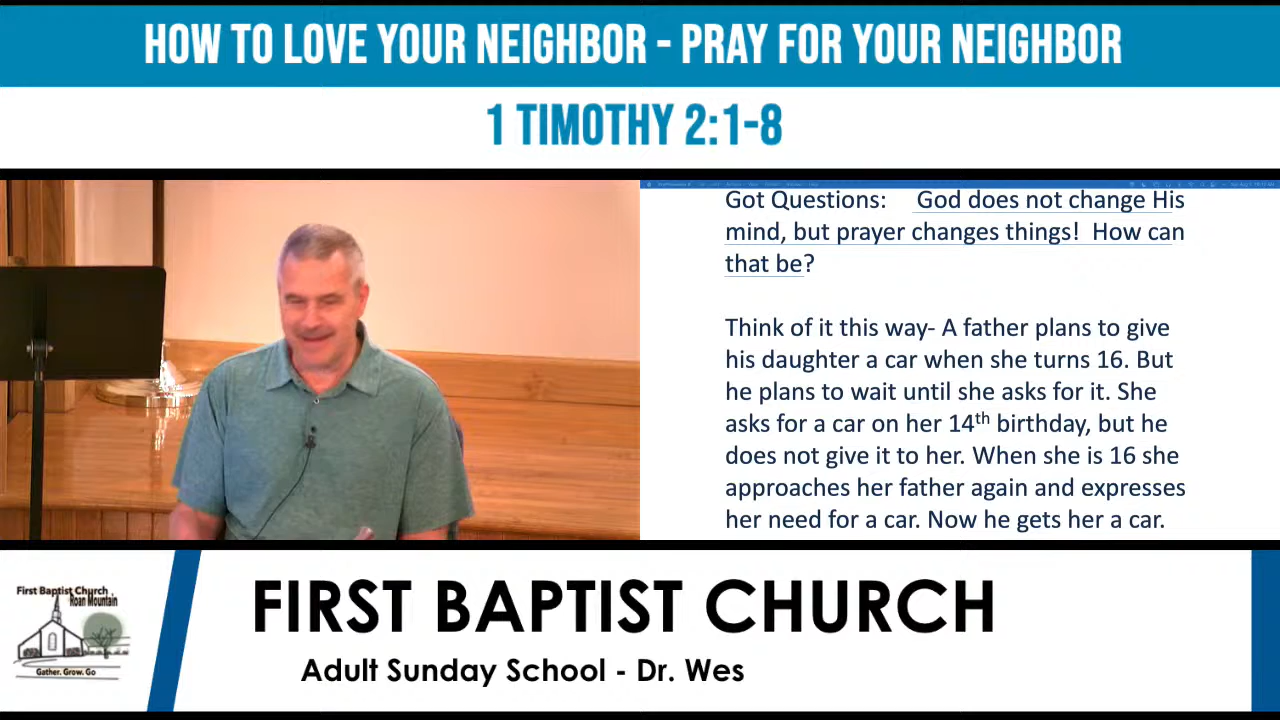 HOW TO LOVE YOUR NEIGHBOR - PRAY FOR YOUR NEIGHBOR
1 TIMOTHY 2:1-8
Got Questions: God does not change His
mind, but prayer changes things! How can
that be?
Think of it this way- A father plans to give
his daughter a car when she turns 16. But
he plans to wait until she asks for it. She
asks for a car on her 14th birthday, but he
does not give it to her. When she is 16 she
approaches her father again and expresses
her need for a car. Now he gets her a car.
First Baptist Church
Roan Mountain
Gather. Grow. Go
FIRST BAPTIST CHURCH
Adult Sunday School - Dr. Wes